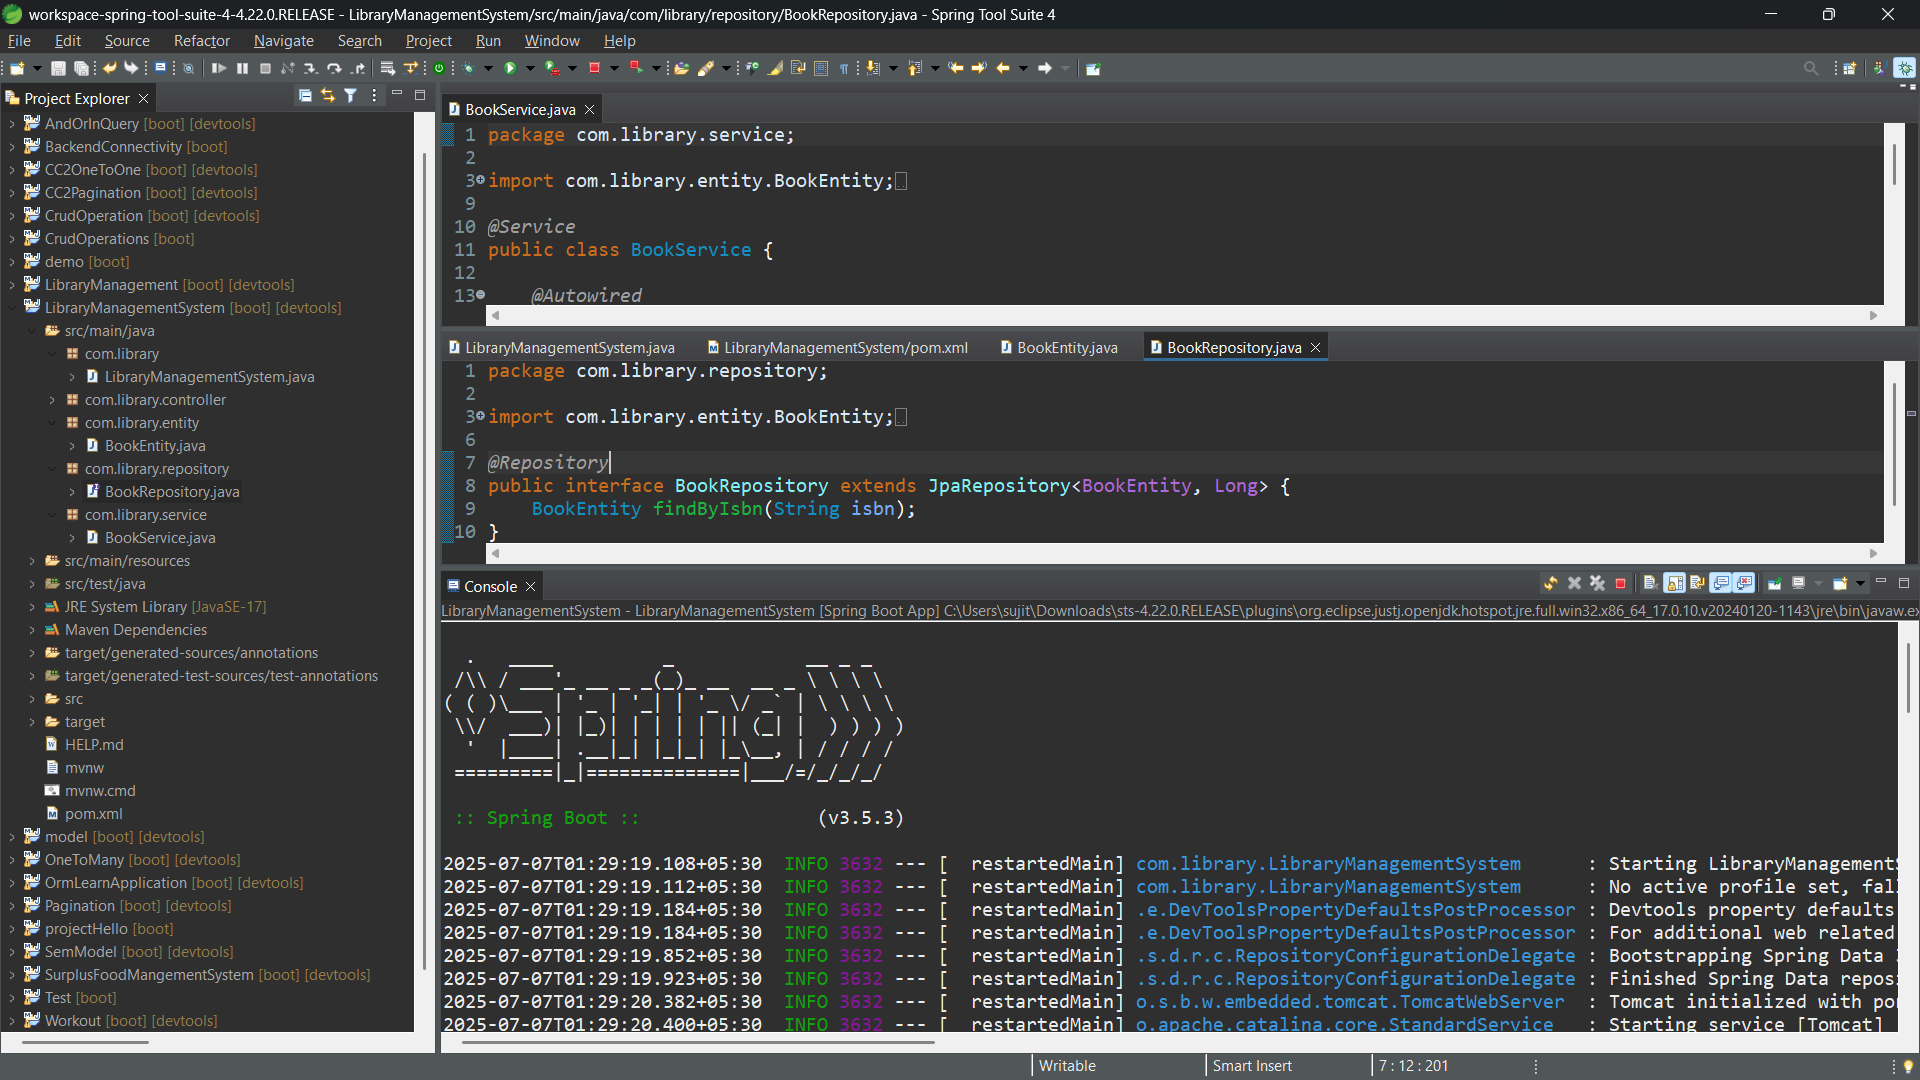 workspace-spring-tool-suite-4-4.22.0.RELEASE - LibraryManagementSystem/src/main/java/com/library/repository/BookRepository.java - Spring Tool Suite 4
File Edit Source Refactor Navigate Search Project Run Window Help
Project Explorer
AndOrInQuery [boot] [devtools]
BackendConnectivity [boot]
CC2OneToOne [boot] [devtools]
CC2Pagination [boot] [devtools]
CrudOperation [boot] [devtools]
CrudOperations [boot]
demo [boot]
LibraryManagement [boot] [devtools]
LibraryManagementSystem [boot] [devtools]
src/main/java
com.library
LibraryManagementSystem.java
com.library.controller
com.library.entity
BookEntity.java
com.library.repository
BookRepository.java
com.library.service
BookService.java
src/main/resources
src/test/java
JRE System Library [JavaSE-17]
Maven Dependencies
target/generated-sources/annotations
target/generated-test-sources/test-annotations
src
target
HELP.md
mvnw
mvnw.cmd
pom.xml
model [boot] [devtools]
OneToMany [boot] [devtools]
OrmLearnApplication [boot] [devtools]
Pagination [boot] [devtools]
projectHello [boot]
SemModel [boot] [devtools]
SurplusFoodMangementSystem [boot] [devtools]
Test [boot]
Workout [boot] [devtools]
BookService.java
1 package com.library.service;
2
3 import com.library.entity.BookEntity;
9
10 @Service
11 public class BookService {
12
13 @Autowired
LibraryManagementSystem.java LibraryManagementSystem/pom.xml BookEntity.java BookRepository.java
1 package com.library.repository;
2
3 import com.library.entity.BookEntity;
6
7 @Repository
8 public interface BookRepository extends JpaRepository<BookEntity, Long> {
9 BookEntity findByIsbn(String isbn);
10 }
Console
LibraryManagementSystem - LibraryManagementSystem [Spring Boot App] C:\Users\sujit\Downloads\sts-4.22.0.RELEASE\plugins\org.eclipse.justj.openjdk.hotspot.jre.full.win32.x86_64_17.0.10.v20240120-1143\jre\bin\javaw.ex
Spring
:: Spring Boot :: (v3.5.3)
2025-07-07T01:29:19.108+05:30 INFO 3632 --- [ restartedMain] com.library.LibraryManagementSystem : Starting LibraryManagements
2025-07-07T01:29:19.112+05:30 INFO 3632 --- [ restartedMain] com.library.LibraryManagementSystem : No active profile set, fal
2025-07-07T01:29:19.184+05:30 INFO 3632 --- [ restartedMain] .e.DevToolsPropertyDefaultsPostProcessor : Devtools property defaults
2025-07-07T01:29:19.184+05:30 INFO 3632 --- [ restartedMain] .e.DevToolsPropertyDefaultsPostProcessor : For additional web related
2025-07-07T01:29:19.852+05:30 INFO 3632 --- [ restartedMain] .s.d.r.c.RepositoryConfigurationDelegate : Bootstrapping Spring Data
2025-07-07T01:29:19.923+05:30 INFO 3632 --- [ restartedMain] .s.d.r.c.RepositoryConfigurationDelegate : Finished Spring Data repos
2025-07-07T01:29:20.382+05:30 INFO 3632 --- [ restartedMain] o.s.b.w.embedded.tomcat.TomcatWebServer : Tomcat initialized with po
2025-07-07T01:29:20.400+05:30 INFO 3632 --- [ restartedMain] o.apache.catalina.core.StandardService : Starting service [Tomcat]
Writable Smart Insert 7 : 12 : 201